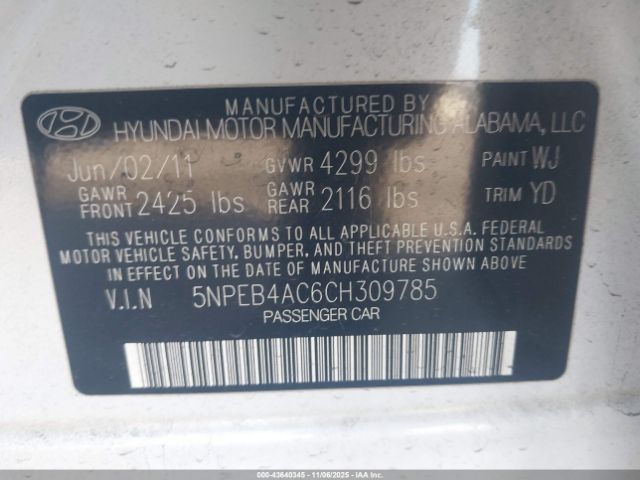 MANUFACTURED BY
HYUNDAI MOTOR MANUFACTURING ALABAMA, LLC
Jun/02/11 GVWR 4299 lbs PAINT WJ
GAWR FRONT 2425 lbs GAWR REAR 2116 lbs TRIM YD
THIS VEHICLE CONFORMS TO ALL APPLICABLE U.S.A. FEDERAL
MOTOR VEHICLE SAFETY, BUMPER, AND THEFT PREVENTION STANDARDS
IN EFFECT ON THE DATE OF MANUFACTURE SHOWN ABOVE.
V.I.N 5NPEB4AC6CH309785
PASSENGER CAR
© IAA 00 - 43640345 - 11/06/2025 - IAAI.COM